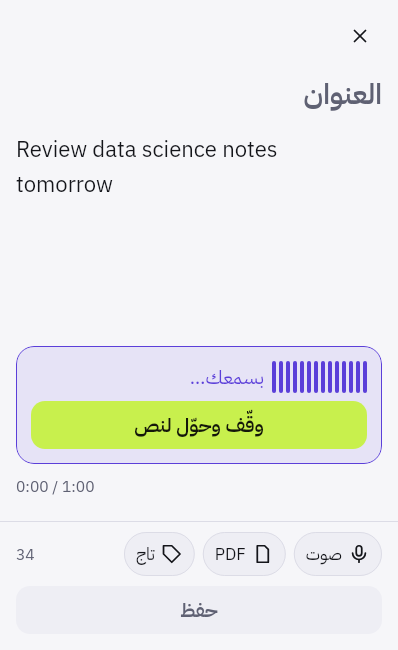 العنوان
Review data science notes
tomorrow
بسمعك...
وقّف وحوّل لنص
0:00 / 1:00
صوت
PDF
تاج
34
حفظ